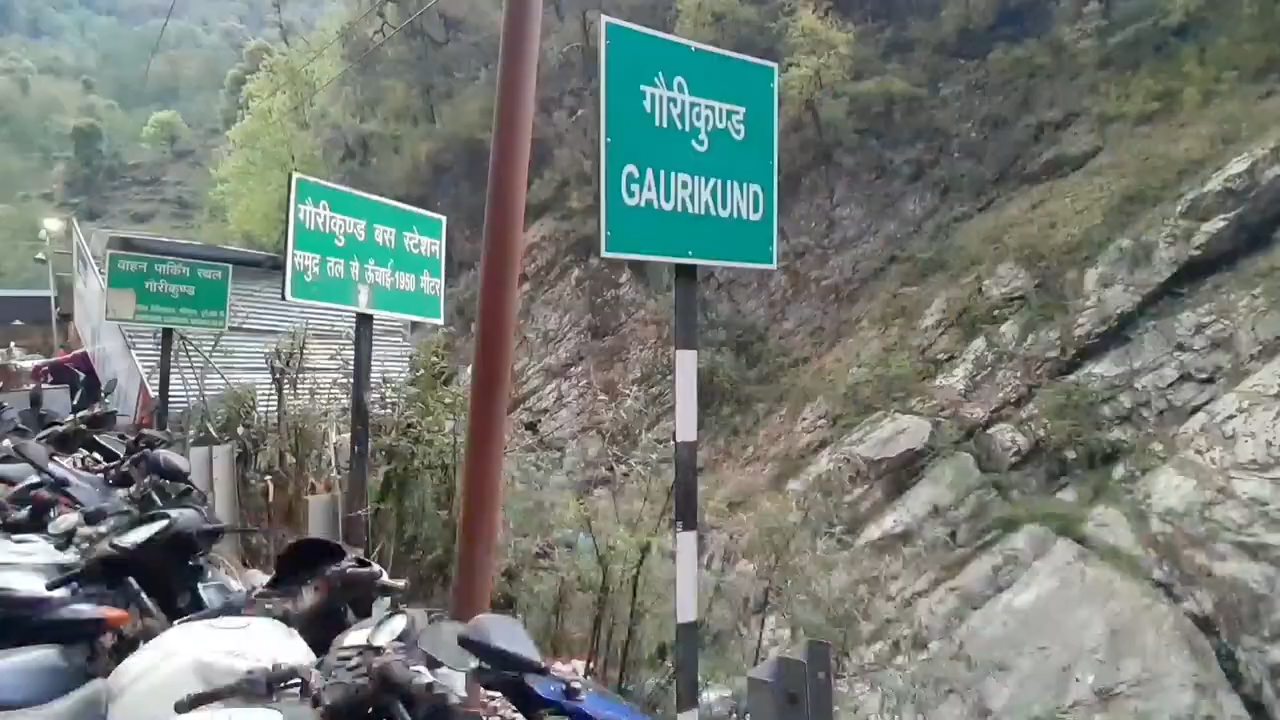 वाहन पार्किंग स्थल
गौरीकुण्ड
गौरीकुण्ड बस स्टेशन
समुद्र तल से ऊँचाई-1950 मीटर
गौरीकुण्ड
GAURIKUND